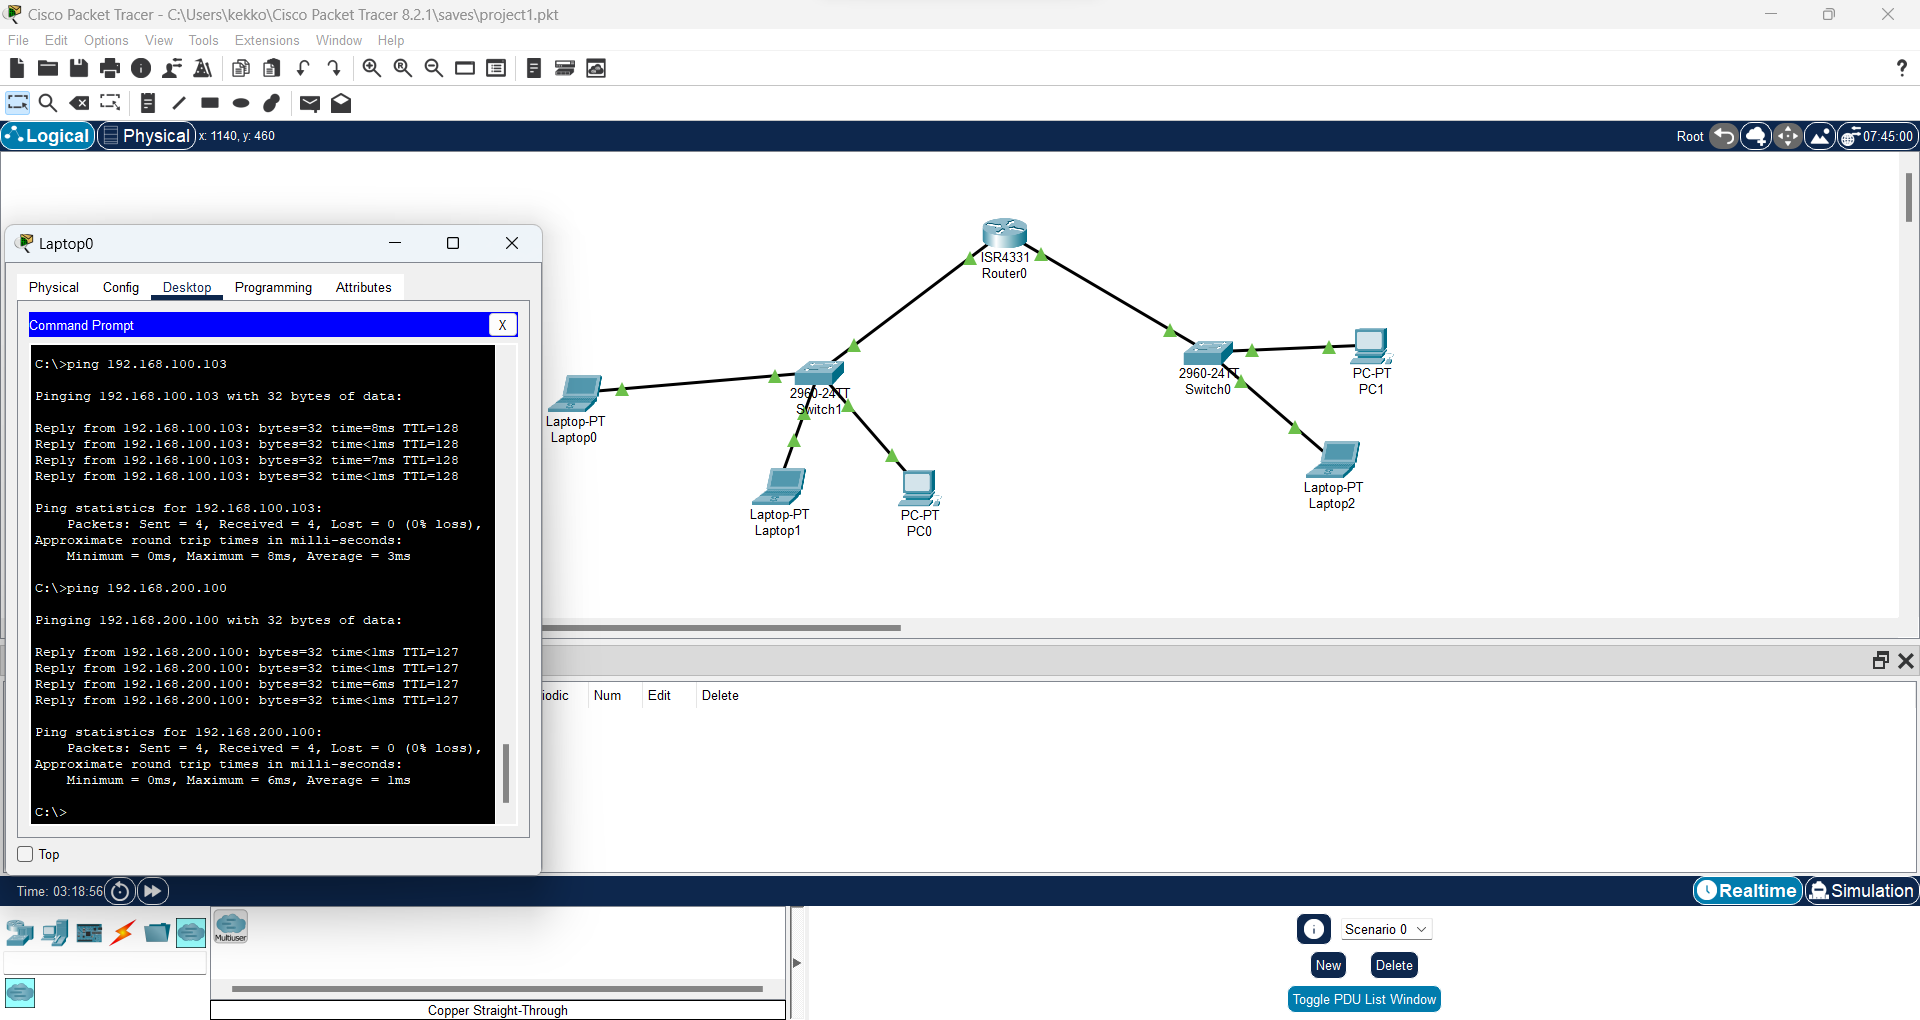 Cisco Packet Tracer - C:\Users\kekko\Cisco Packet Tracer 8.2.1\saves\project1.pkt
File Edit Options View Tools Extensions Window Help
?
Logical Physical x: 1140, y: 460 Root 07:45:00
ISR4331
Router0
2960-24TT
Switch1
2960-24TT
Switch0
PC-PT
PC1
Laptop-PT
Laptop0
Laptop-PT
Laptop1
PC-PT
PC0
Laptop-PT
Laptop2
Laptop0
Physical Config Desktop Programming Attributes
Command Prompt X
C:\>ping 192.168.100.103
Pinging 192.168.100.103 with 32 bytes of data:
Reply from 192.168.100.103: bytes=32 time=8ms TTL=128
Reply from 192.168.100.103: bytes=32 time<1ms TTL=128
Reply from 192.168.100.103: bytes=32 time=7ms TTL=128
Reply from 192.168.100.103: bytes=32 time<1ms TTL=128
Ping statistics for 192.168.100.103:
Packets: Sent = 4, Received = 4, Lost = 0 (0% loss),
Approximate round trip times in milli-seconds:
Minimum = 0ms, Maximum = 8ms, Average = 3ms
C:\>ping 192.168.200.100
Pinging 192.168.200.100 with 32 bytes of data:
Reply from 192.168.200.100: bytes=32 time<1ms TTL=127
Reply from 192.168.200.100: bytes=32 time<1ms TTL=127
Reply from 192.168.200.100: bytes=32 time=6ms TTL=127
Reply from 192.168.200.100: bytes=32 time<1ms TTL=127
Ping statistics for 192.168.200.100:
Packets: Sent = 4, Received = 4, Lost = 0 (0% loss),
Approximate round trip times in milli-seconds:
Minimum = 0ms, Maximum = 6ms, Average = 1ms
C:\>
Top
iodic Num Edit Delete
Time: 03:18:56 Realtime Simulation
Multiuser
Copper Straight-Through
Scenario 0
New Delete
Toggle PDU List Window